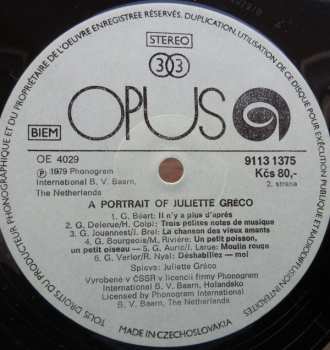 TOUS DROITS DU PRODUCTEUR PHONOGRAPHIQUE ET DU PROPRIÉTAIRE DE L'OEUVRE ENREGISTREE RÉSERVÉS. DUPLICATION, UTILISATION DE CE DISQUE POUR EXÉCUTION PUBLIQUE ET RADIODIFFUSION INTERDITES
STEREO
33
OPUS
BIEM
OE 4029
9113 1375
Ⓟ 1979 Phonogram
Kčs 80,-
International B. V. Baarn,
2. strana
The Netherlands
A PORTRAIT OF JULIETTE GRÉCO
1. G. Béart: Il n'y a plus d'après
2. G. Delerue/H. Colpi: Trois petites notes de musique
3. G. Jouannest/J. Brel: La chanson des vieux amants
4. G. Bourgeois/M. Rivière: Un petit poisson,
un petit oiseau — 5. G. Auric/J. Larue: Moulin rouge
6. G. Verlor/R. Nyel: Déshabillez — moi
Spieva: Juliette Gréco
Vyrobené v ČSSR v licencii firmy Phonogram
International B. V. Baarn, Holandsko
Licensed by Phonogram International
B. V. Baarn, The Netherlands
MADE IN CZECHOSLOVAKIA